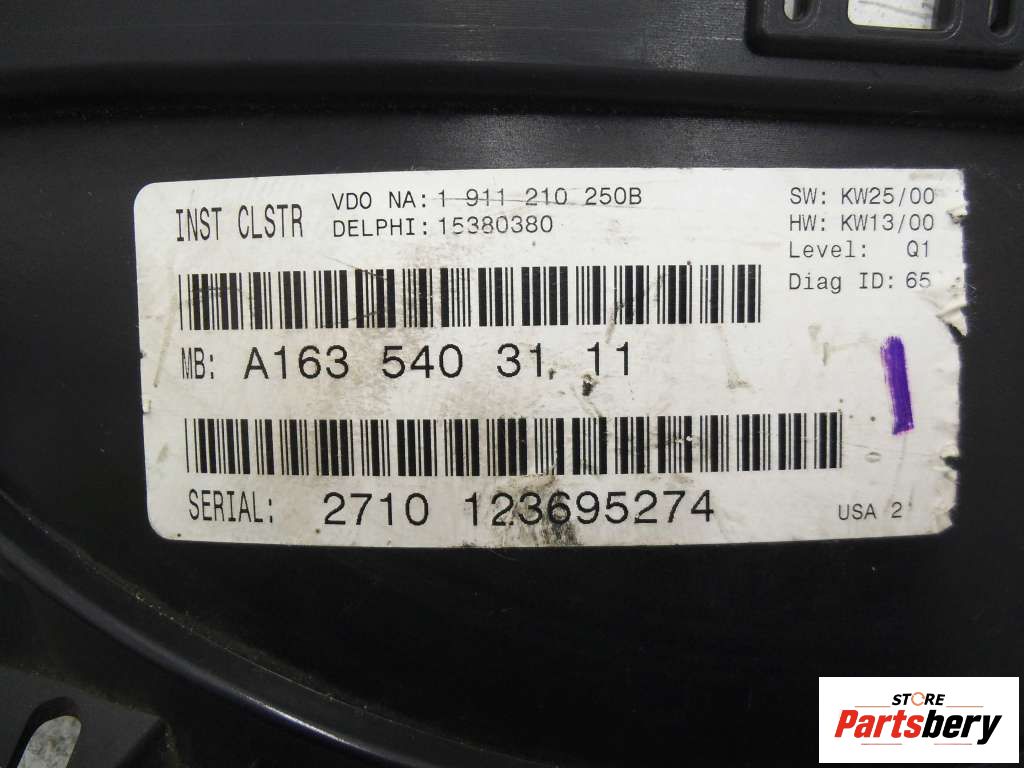 INST CLSTR
VDO NA: 1 911 210 250B
DELPHI: 15380380
SW: KW25/00
HW: KW13/00
Level: Q1
Diag ID: 65
MB: A163 540 31 11
SERIAL: 2710 123695274
USA 2
STORE
Partsbery